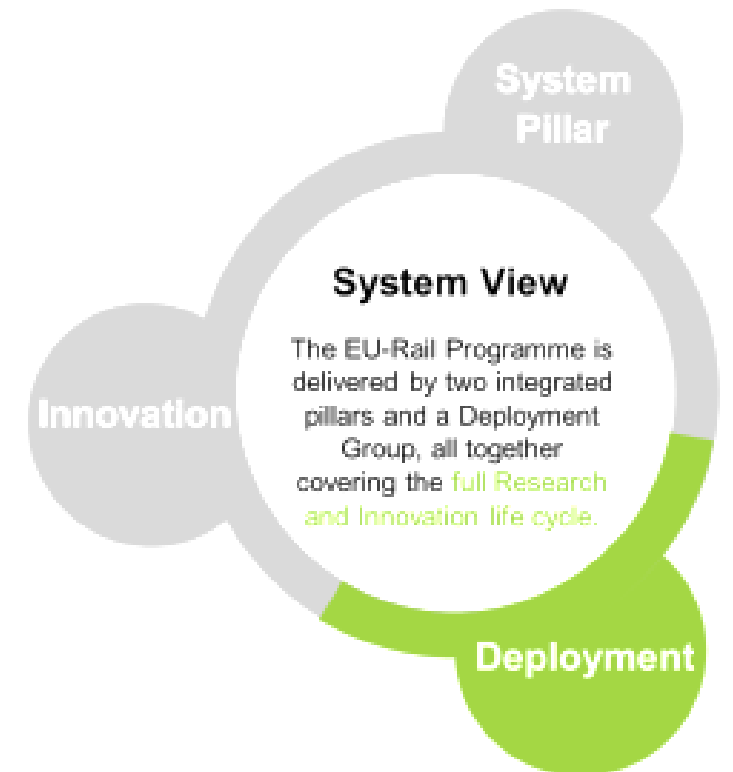 System
Pillar
System View
The EU-Rail Programme is
delivered by two integrated
pillars and a Deployment
Group, all together
covering the full Research
and Innovation life cycle.
Innovation
Deployment